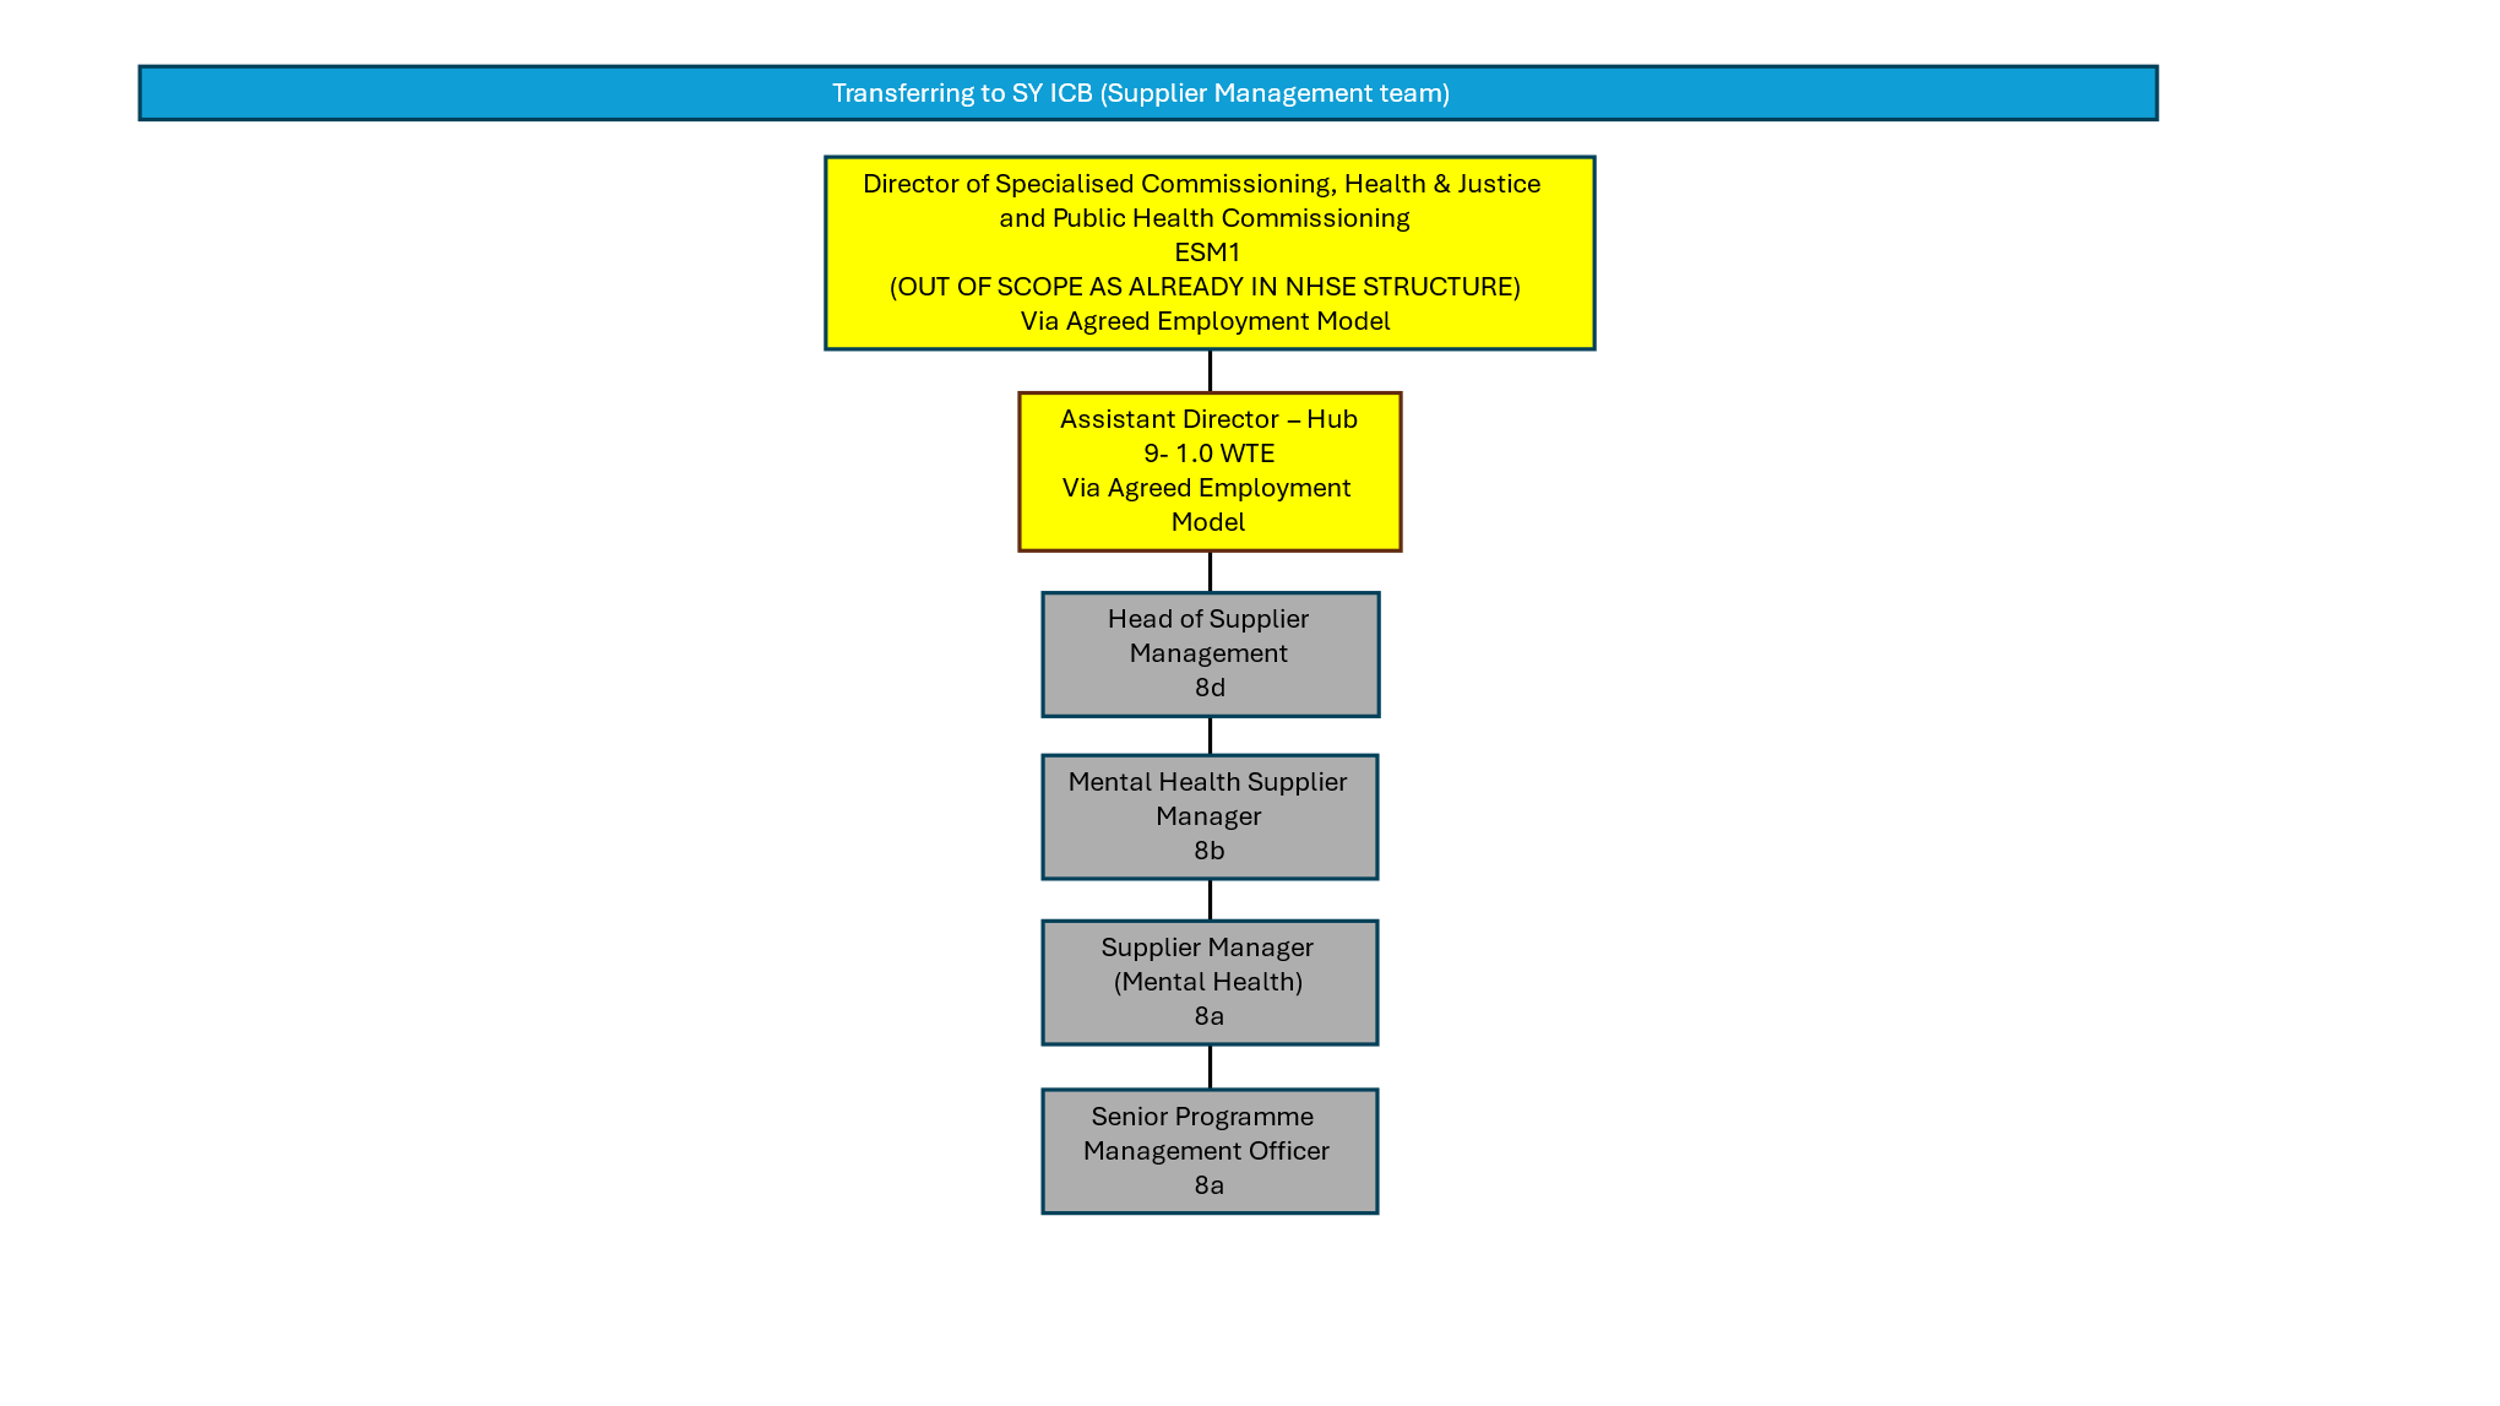 Transferring to SY ICB (Supplier Management team)
Director of Specialised Commissioning, Health & Justice
and Public Health Commissioning
ESM1
(OUT OF SCOPE AS ALREADY IN NHSE STRUCTURE)
Via Agreed Employment Model
Assistant Director – Hub
9- 1.0 WTE
Via Agreed Employment
Model
Head of Supplier
Management
8d
Mental Health Supplier
Manager
8b
Supplier Manager
(Mental Health)
8a
Senior Programme
Management Officer
8a